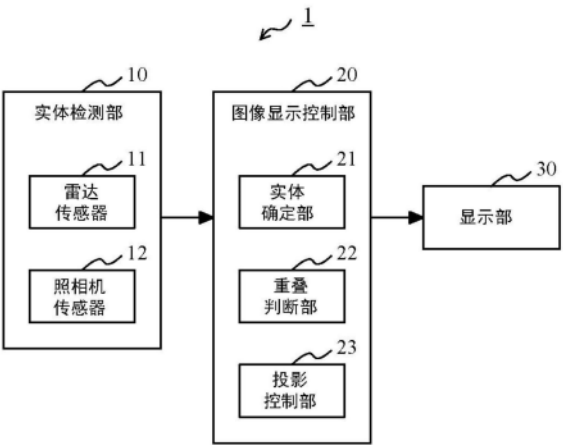 1
10
实体检测部
11
雷达
传感器
12
照相机
传感器
20
图像显示控制部
21
实体
确定部
22
重叠
判断部
23
投影
控制部
30
显示部